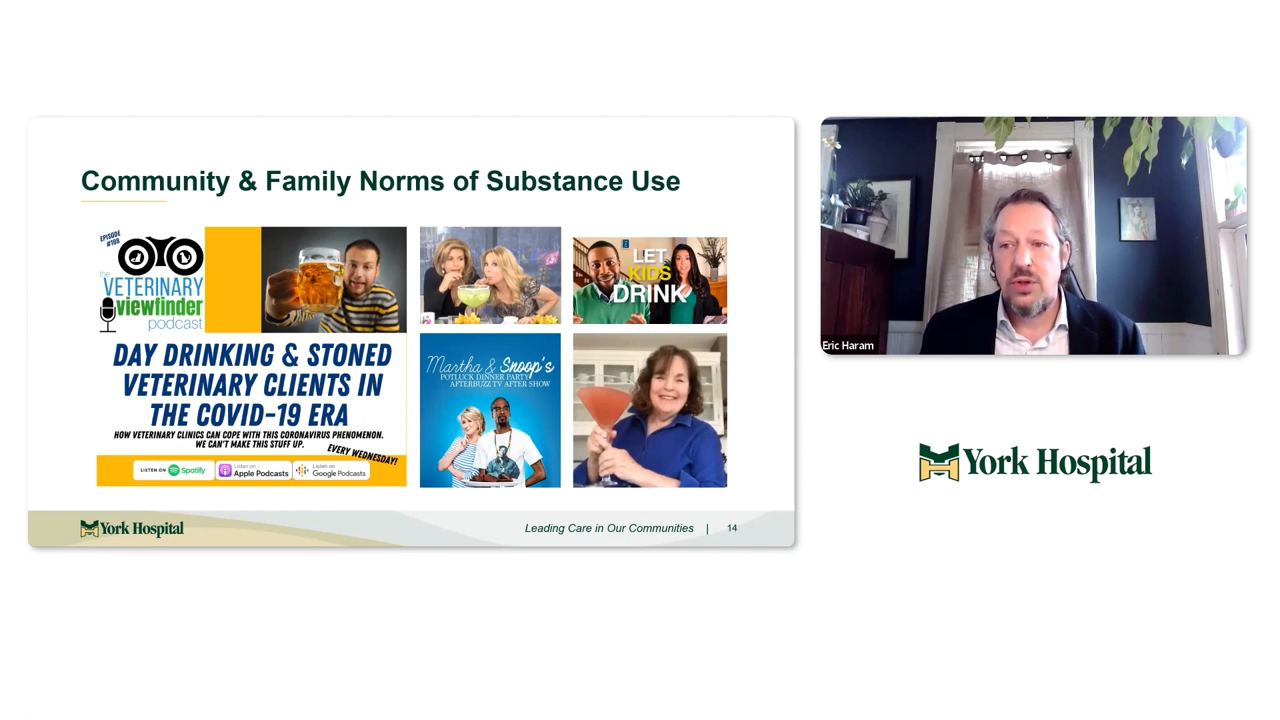 Community & Family Norms of Substance Use
EPISODE
#198
the
VETERINARY
viewfinder
podcast
DAY DRINKING & STONED
VETERINARY CLIENTS IN
THE COVID-19 ERA
HOW VETERINARY CLINICS CAN COPE WITH THIS CORONAVIRUS PHENOMENON.
WE CAN'T MAKE THIS STUFF UP.
EVERY WEDNESDAY!
LISTEN ON Spotify
Listen on
Apple Podcasts
Listen on
Google Podcasts
LET
KIDS
DRINK
Martha & Snoop's
POTLUCK DINNER PARTY
AFTERBUZZ TV AFTER SHOW
York Hospital
Leading Care in Our Communities | 14
Eric Haram
York Hospital